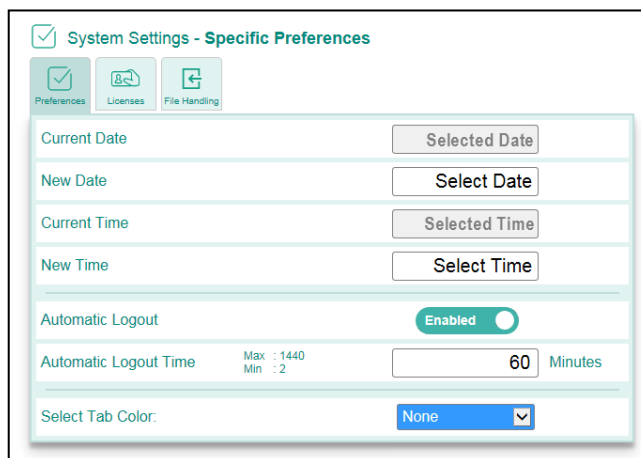 System Settings - Specific Preferences
Preferences Licenses File Handling
Current Date Selected Date
New Date Select Date
Current Time Selected Time
New Time Select Time
Automatic Logout Enabled
Automatic Logout Time Max : 1440 60 Minutes
Min : 2
Select Tab Color: None